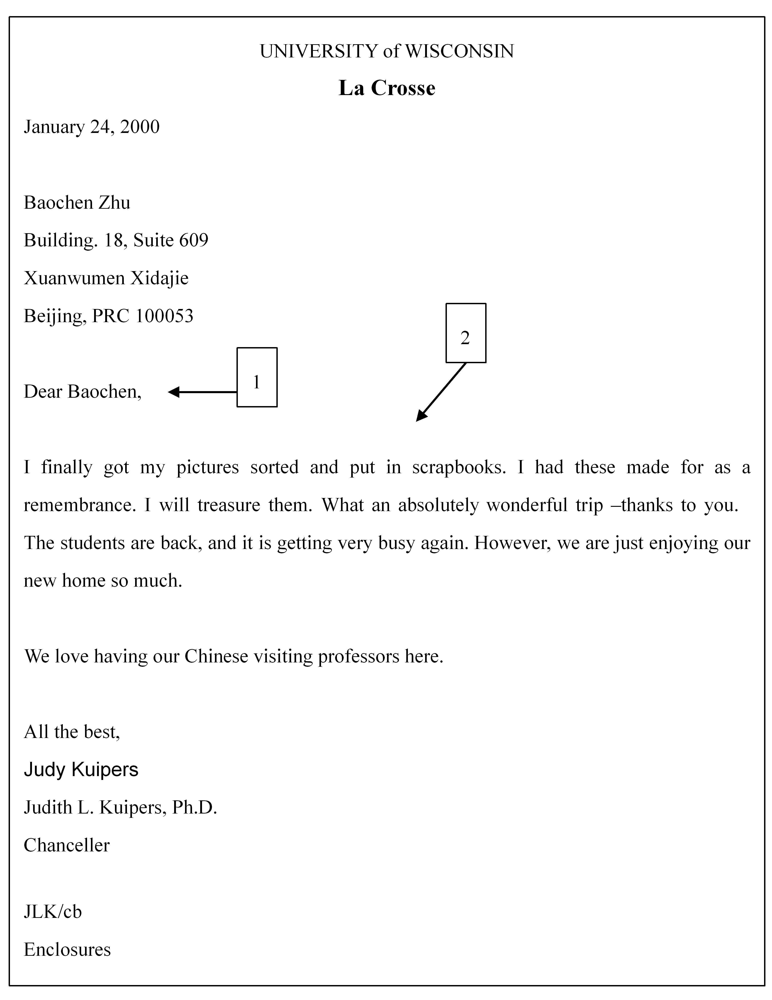 UNIVERSITY of WISCONSIN
La Crosse
January 24, 2000
Baochen Zhu
Building. 18, Suite 609
Xuanwumen Xidajie
Beijing, PRC 100053
2
1
Dear Baochen,
I finally got my pictures sorted and put in scrapbooks. I had these made for as a
remembrance. I will treasure them. What an absolutely wonderful trip –thanks to you.
The students are back, and it is getting very busy again. However, we are just enjoying our
new home so much.
We love having our Chinese visiting professors here.
All the best,
Judy Kuipers
Judith L. Kuipers, Ph.D.
Chanceller
JLK/cb
Enclosures